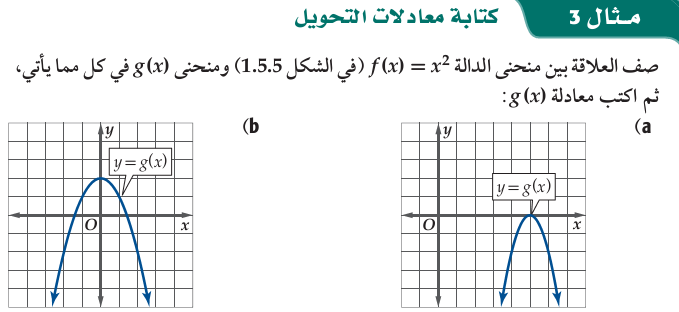 مـثال 3 كتابة معادلات التحويل
صف العلاقة بين منحنى الدالة f(x) = x² (في الشكل 1.5.5) ومنحنى g(x) في كل مما يأتي،
ثم اكتب معادلة g(x):
(a
y
y = g(x)
O
x
(b
y
y = g(x)
O
x